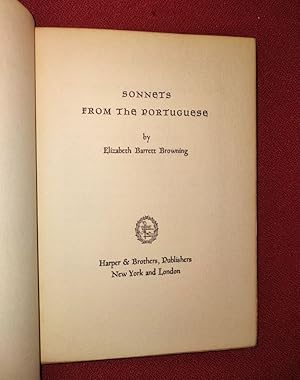 SONNETS
FROM THE PORTUGUESE
by
Elizabeth Barrett Browning
Harper & Brothers, Publishers
New York and London